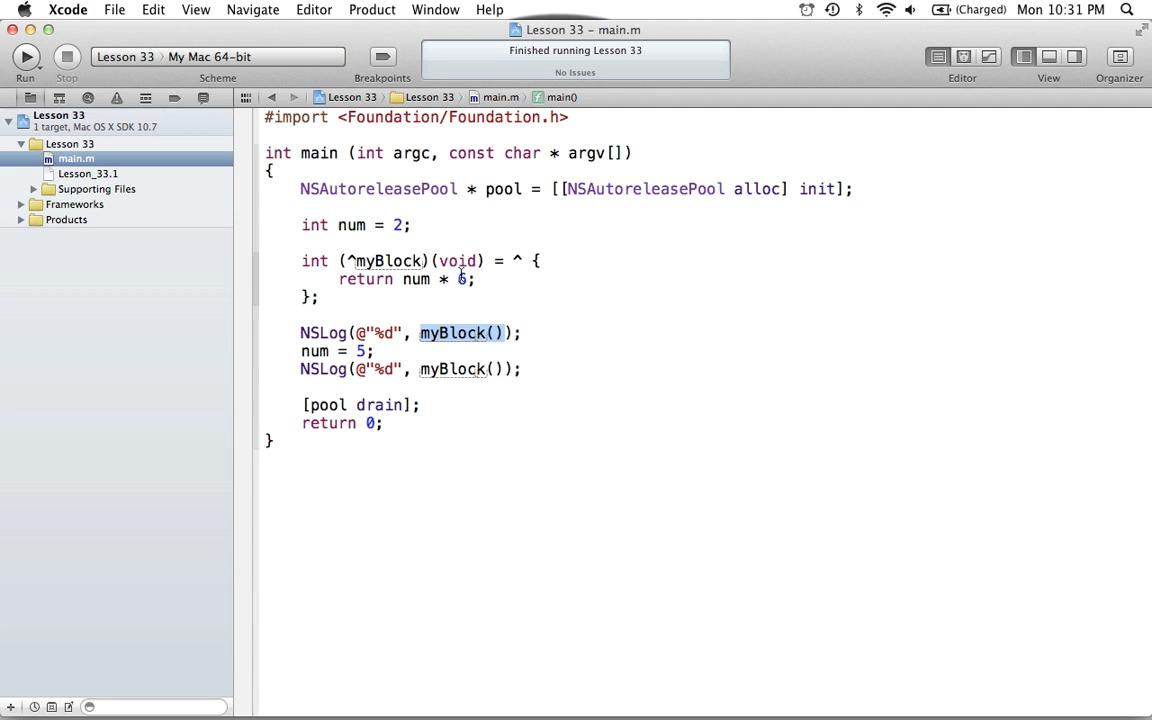 Xcode File Edit View Navigate Editor Product Window Help (Charged) Mon 10:31 PM
Lesson 33 – main.m
Lesson 33 My Mac 64-bit
Finished running Lesson 33
No Issues
Run Stop Scheme Breakpoints Editor View Organizer
Lesson 33 Lesson 33 main.m main()
Lesson 33
1 target, Mac OS X SDK 10.7
Lesson 33
main.m
Lesson_33.1
Supporting Files
Frameworks
Products
#import <Foundation/Foundation.h>
int main (int argc, const char * argv[])
{
NSAutoreleasePool * pool = [[NSAutoreleasePool alloc] init];
int num = 2;
int (^myBlock)(void) = ^ {
return num * 6;
};
NSLog(@"%d", myBlock());
num = 5;
NSLog(@"%d", myBlock());
[pool drain];
return 0;
}